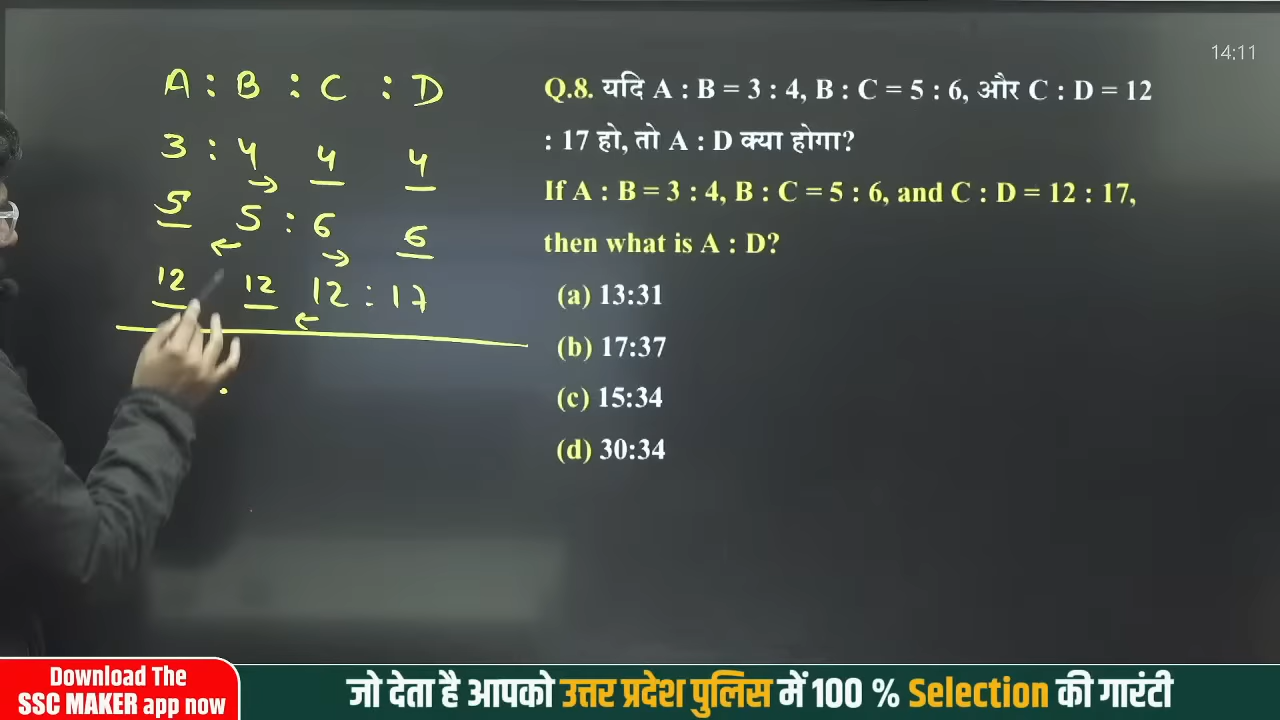 14:11
A : B : C : D
3 : 4 4 4
5 5 : 6 6
12 12 12 : 17
Q.8. यदि A : B = 3 : 4, B : C = 5 : 6, और C : D = 12
: 17 हो, तो A : D क्या होगा?
If A : B = 3 : 4, B : C = 5 : 6, and C : D = 12 : 17,
then what is A : D?
(a) 13:31
(b) 17:37
(c) 15:34
(d) 30:34
Download The
SSC MAKER app now
जो देता है आपको उत्तर प्रदेश पुलिस में 100 % Selection की गारंटी